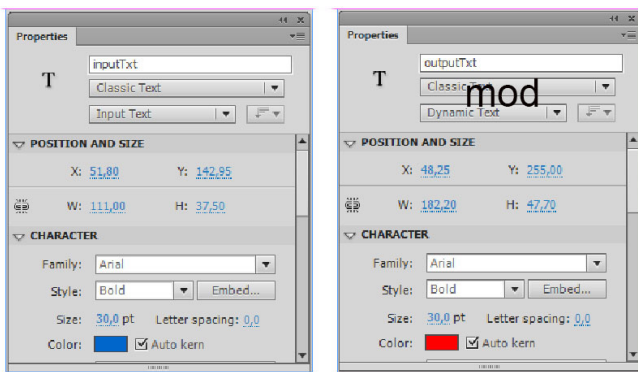 Properties
inputTxt
T
Classic Text
Input Text
POSITION AND SIZE
X: 51,80 Y: 142,95
W: 111,00 H: 37,50
CHARACTER
Family: Arial
Style: Bold Embed...
Size: 30,0 pt Letter spacing: 0,0
Color: Auto kern
Properties
outputTxt
T
Classic Text
mod
Dynamic Text
POSITION AND SIZE
X: 48,25 Y: 255,00
W: 182,20 H: 47,70
CHARACTER
Family: Arial
Style: Bold Embed...
Size: 30,0 pt Letter spacing: 0,0
Color: Auto kern